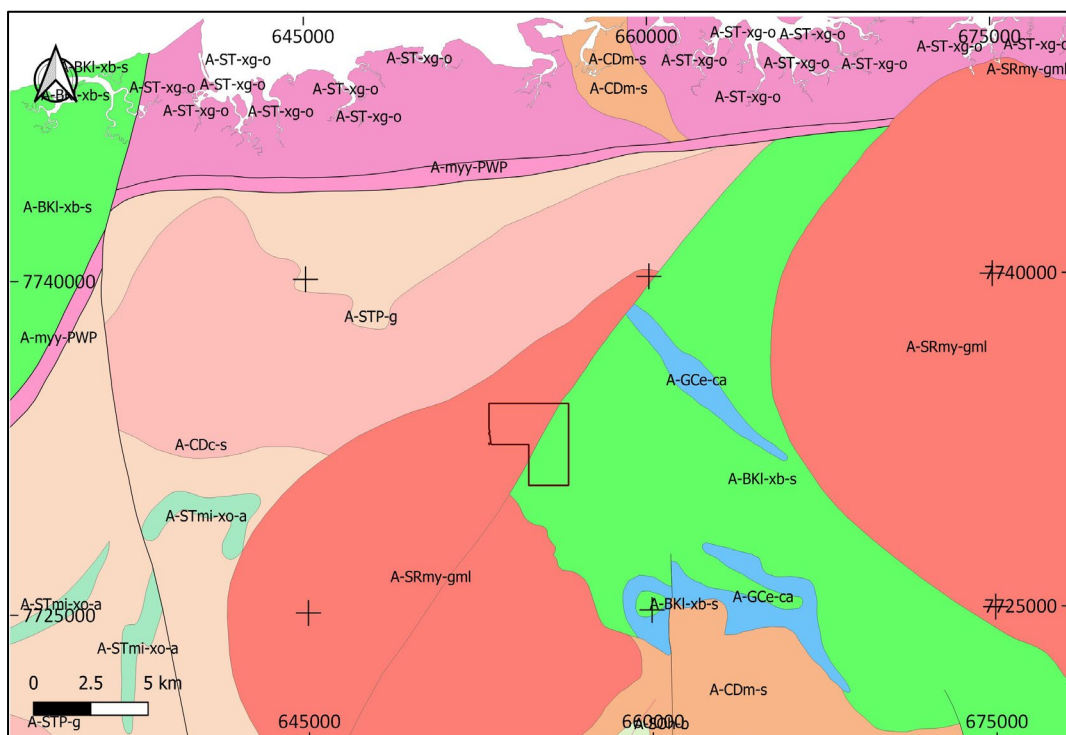 645000
660000
675000
A-ST-xg-o
A-ST-xg-o
A-ST-xg-o
A-ST-xg-o
A-ST-xg-o
A-ST-xg-o
A-CDm-s
A-ST-xg-o
A-ST-xg-o
A-ST-xg-o
A-BKl-xb-s
A-SRmy-gml
A-ST-xg-o
A-ST-xg-o
A-ST-xg-o
A-CDm-s
A-ST-xg-o
A-ST-xg-o
A-ST-xg-o
A-ST-xg-o
A-myy-PWP
A-BKl-xb-s
7740000
7740000
A-STP-g
A-myy-PWP
A-SRmy-gml
A-GCe-ca
A-CDc-s
A-BKl-xb-s
A-STmi-xo-a
A-SRmy-gml
A-STmi-xo-a
A-BKl-xb-s
A-GCe-ca
7725000
7725000
A-STmi-xo-a
0 2.5 5 km
A-CDm-s
A-STP-g
645000
660000
675000